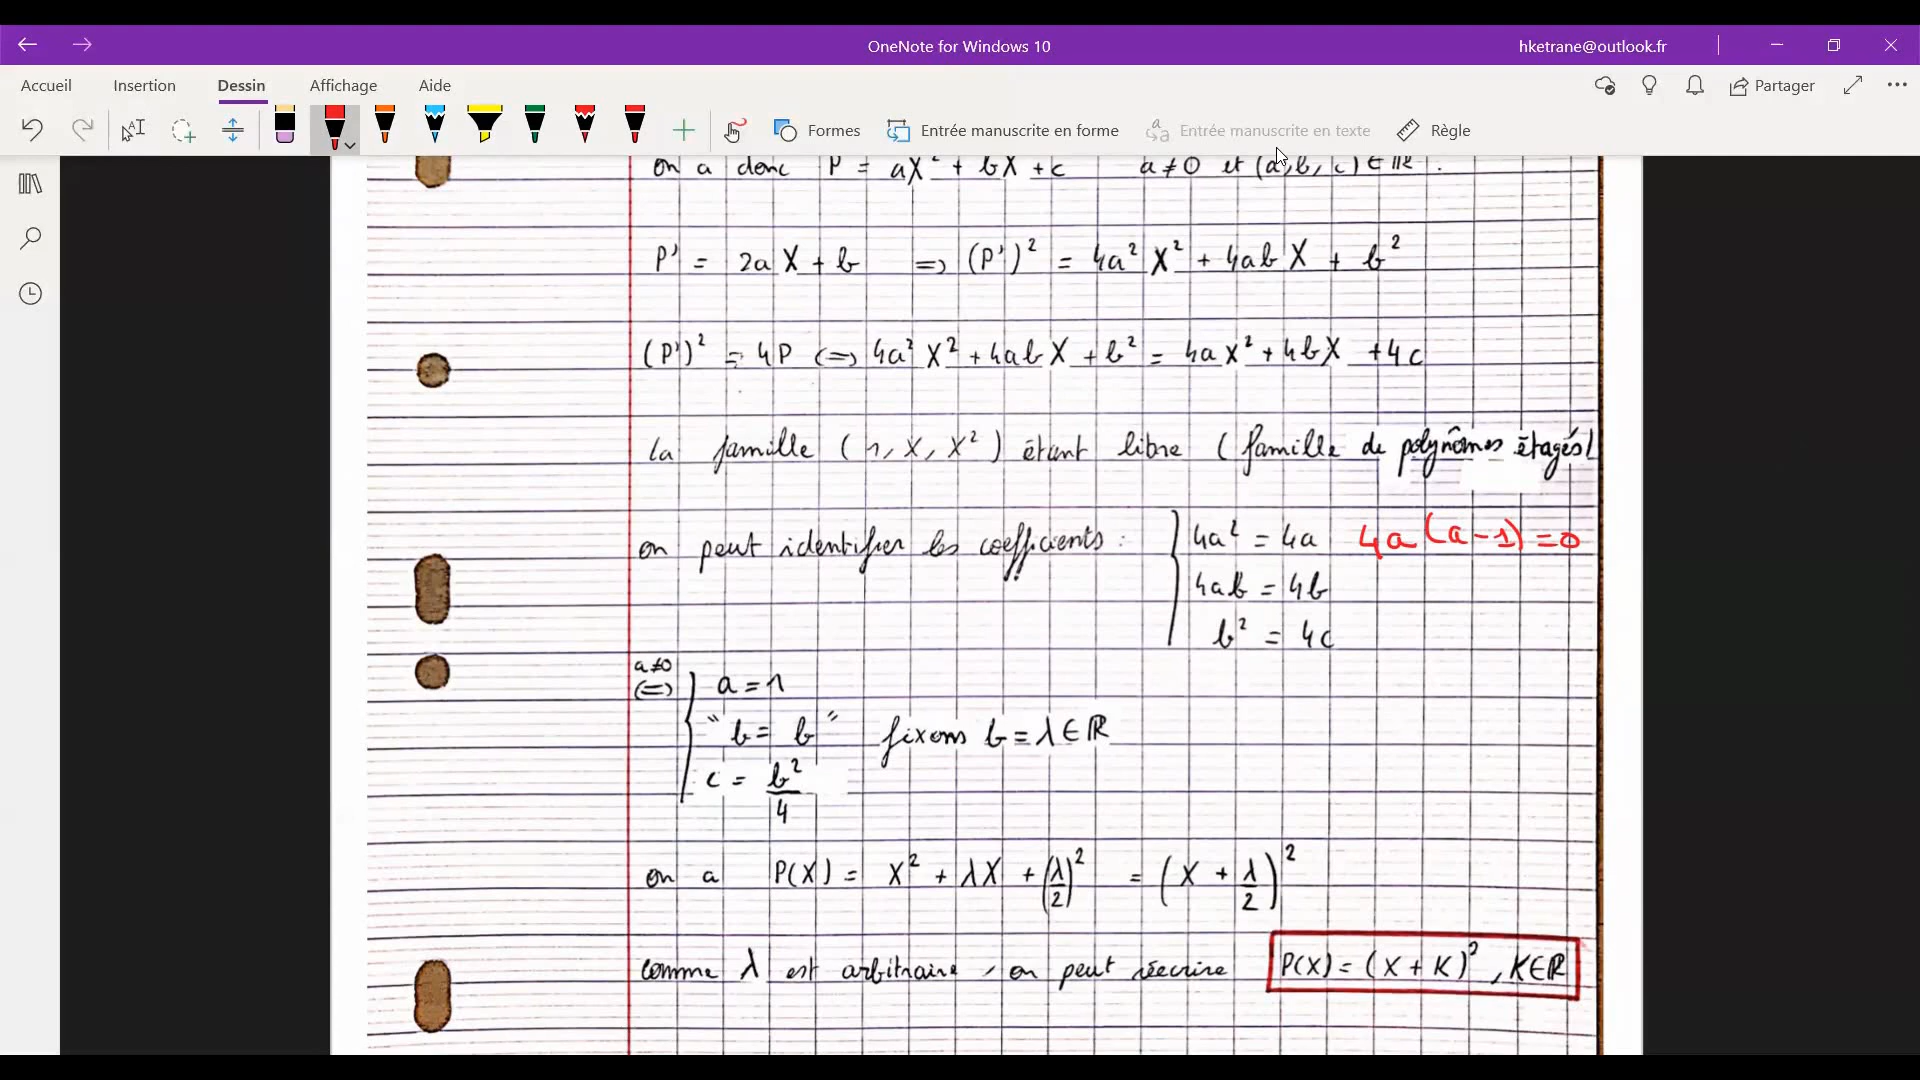 OneNote for Windows 10
hketrane@outlook.fr
Accueil Insertion Dessin Affichage Aide
Partager
Formes Entrée manuscrite en forme Entrée manuscrite en texte Règle
on a donc P = aX² + bX + c a ≠ 0 et (a, b, c) ∈ ℝ .
P' = 2aX + b => (P')² = 4a²X² + 4abX + b²
(P')² = 4P <=> 4a²X² + 4abX + b² = 4aX² + 4bX + 4c
la famille (1, X, X²) étant libre (famille de polynômes étagés)
on peut identifier les coefficients : { 4a² = 4a 4a(a-1)=0
4ab = 4b
b² = 4c
a≠0
<=> { a = 1
" b = b " fixons b = λ ∈ ℝ
c = b²/4
on a P(X) = X² + λX + (λ/2)² = (X + λ/2)²
comme λ est arbitraire, on peut réecrire P(X) = (X + K)², K∈ℝ